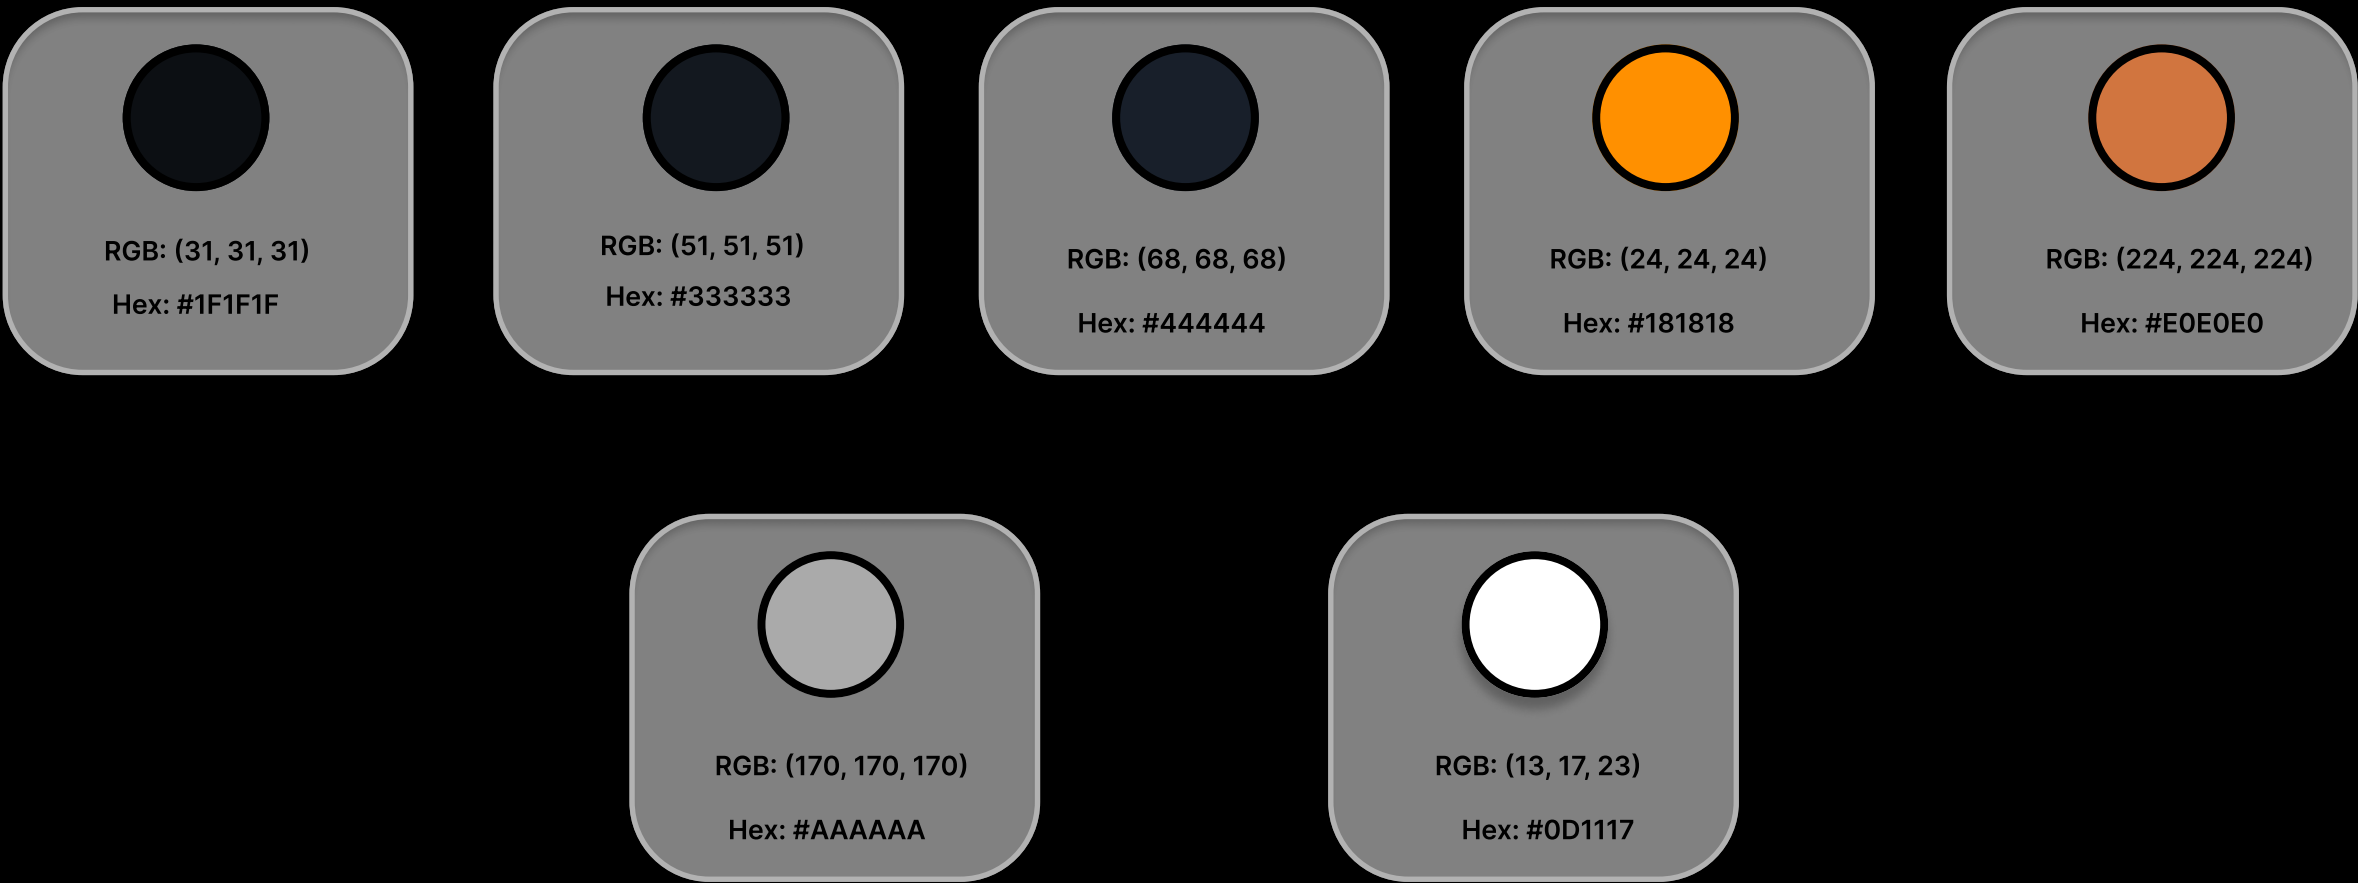 RGB: (31, 31, 31)
Hex: #1F1F1F
RGB: (51, 51, 51)
Hex: #333333
RGB: (68, 68, 68)
Hex: #444444
RGB: (24, 24, 24)
Hex: #181818
RGB: (224, 224, 224)
Hex: #E0E0E0
RGB: (170, 170, 170)
Hex: #AAAAAA
RGB: (13, 17, 23)
Hex: #0D1117